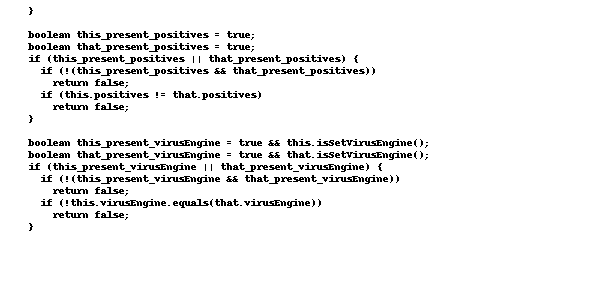 }
boolean this_present_positives = true;
boolean that_present_positives = true;
if (this_present_positives || that_present_positives) {
if (!(this_present_positives && that_present_positives))
return false;
if (this.positives != that.positives)
return false;
}
boolean this_present_virusEngine = true && this.isSetVirusEngine();
boolean that_present_virusEngine = true && that.isSetVirusEngine();
if (this_present_virusEngine || that_present_virusEngine) {
if (!(this_present_virusEngine && that_present_virusEngine))
return false;
if (!this.virusEngine.equals(that.virusEngine))
return false;
}